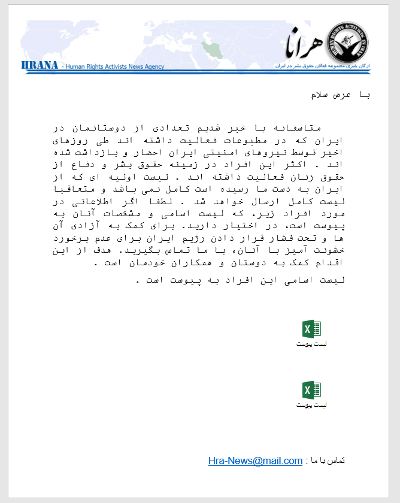 هرانا
HRANA - Human Rights Activists News Agency
ارگان خبری مجموعه فعالان حقوق بشر در ایران
با عرض سلام
متاسفانه با خبر شدیم تعدادی از دوستانمان در
ایران که در مطبوعات فعالیت داشته اند طی روزهای
اخیر توسط نیروهای امنیتی ایران احضار و بازداشت شده
اند . اکثر این افراد در زمینه حقوق بشر و دفاع از
حقوق زنان فعالیت داشته اند . لیست اولیه ای که از
ایران به دست ما رسیده است کامل نمی باشد و متعاقبا
لیست کامل ارسال خواهد شد . لطفا اگر اطلاعاتی در
مورد افراد زیر، که لیست اسامی و مشخصات آنان به
پیوست است، در اختیار دارید. برای کمک به آزادی آن
ها و تحت فشار قرار دادن رژیم ایران برای عدم برخورد
خشونت آمیز با آنان، با ما تماس بگیرید. هدف از این
اقدام کمک به دوستان و همکاران خودمان است .
لیست اسامی این افراد به پیوست است .
لیست پیوست
لیست پیوست
تماس با ما : Hra-News@mail.com